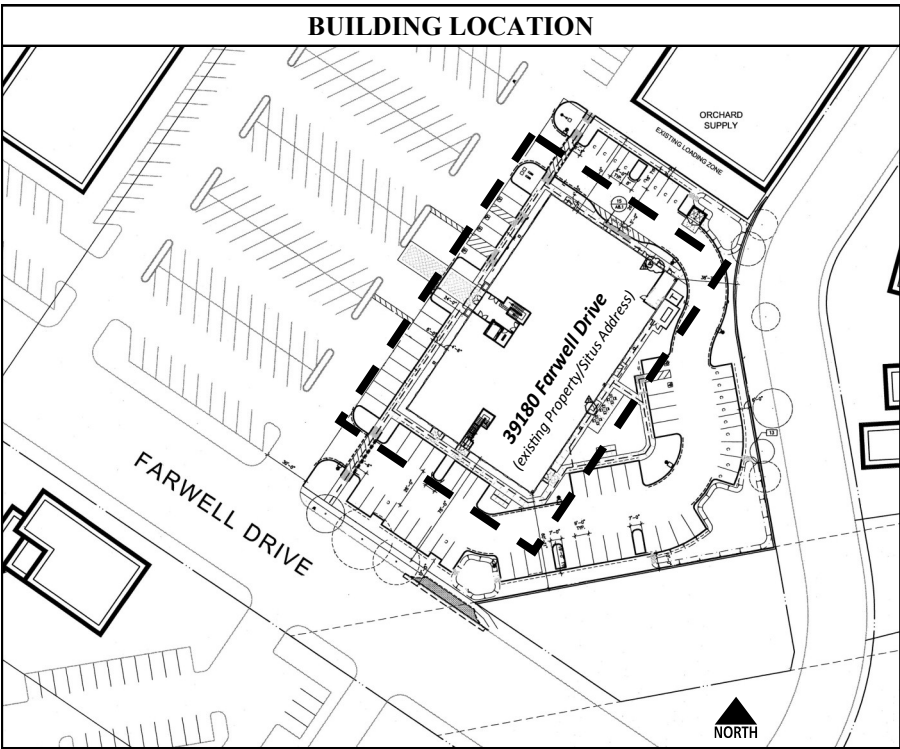 BUILDING LOCATION
ORCHARD
SUPPLY
EXISTING LOADING ZONE
39180 Farwell Drive
(existing Property/Situs Address)
FARWELL DRIVE
NORTH